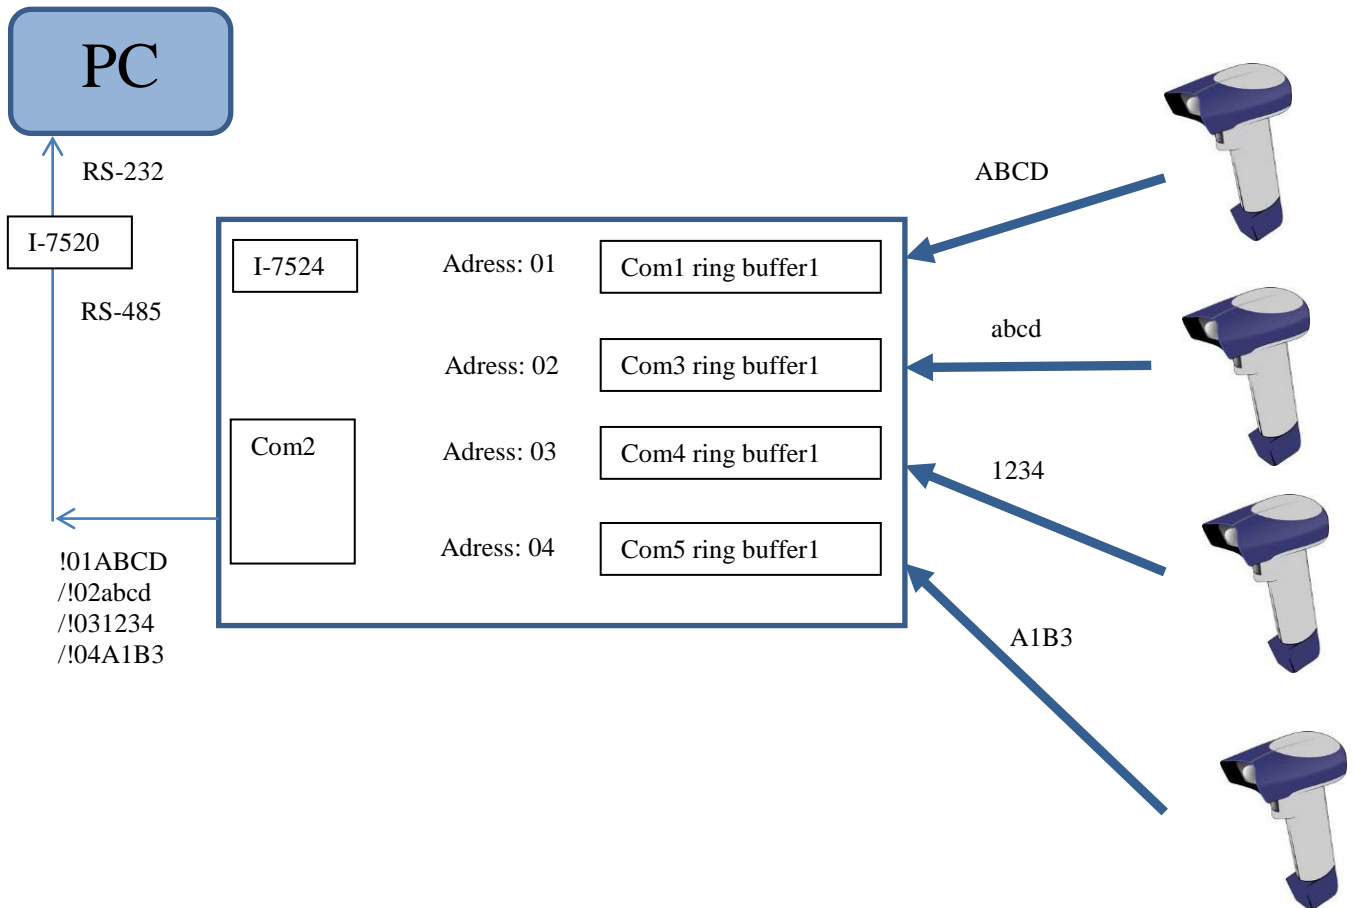 PC
RS-232
I-7520
RS-485
I-7524
Adress: 01
Com1 ring buffer1
ABCD
Adress: 02
Com3 ring buffer1
abcd
Com2
Adress: 03
Com4 ring buffer1
1234
Adress: 04
Com5 ring buffer1
A1B3
!01ABCD
/!02abcd
/!031234
/!04A1B3